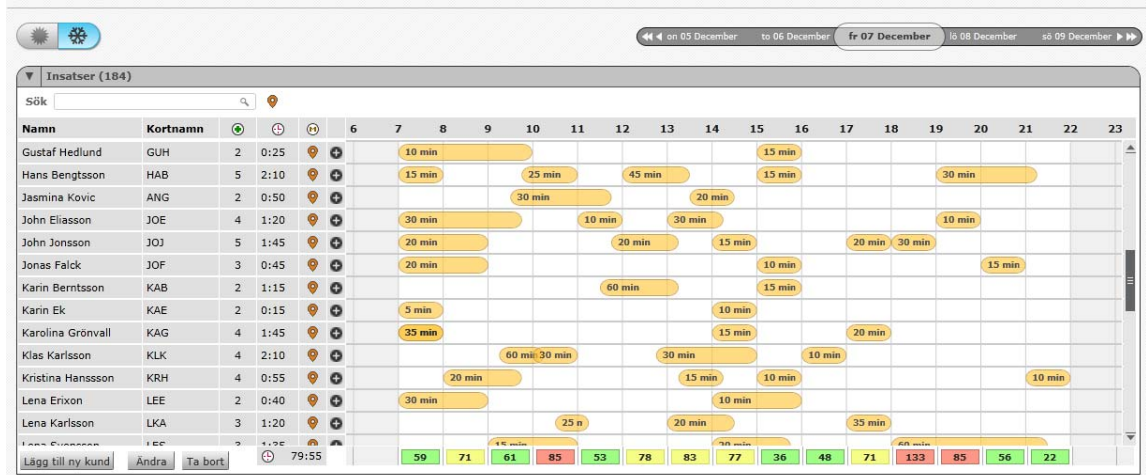 on 05 December to 06 December fr 07 December lö 08 December sö 09 December
Insatser (184)
Sök
Namn Kortnamn 6 7 8 9 10 11 12 13 14 15 16 17 18 19 20 21 22 23
Gustaf Hedlund GUH 2 0:25 10 min 15 min
Hans Bengtsson HAB 5 2:10 15 min 25 min 45 min 15 min 30 min
Jasmina Kovic ANG 2 0:50 30 min 20 min
John Eliasson JOE 4 1:20 30 min 10 min 30 min 10 min
John Jonsson JOJ 5 1:45 20 min 20 min 15 min 20 min 30 min
Jonas Falck JOF 3 0:45 20 min 10 min 15 min
Karin Berntsson KAB 2 1:15 60 min 15 min
Karin Ek KAE 2 0:15 5 min 10 min
Karolina Grönvall KAG 4 1:45 35 min 15 min 20 min
Klas Karlsson KLK 4 2:10 60 mi 30 min 30 min 10 min
Kristina Hanssson KRH 4 0:55 20 min 15 min 10 min 10 min
Lena Erixon LEE 2 0:40 30 min 10 min
Lena Karlsson LKA 3 1:20 25 n 20 min 35 min
Lägg till ny kund Ändra Ta bort 79:55 59 71 61 85 53 78 83 77 36 48 71 133 85 56 22